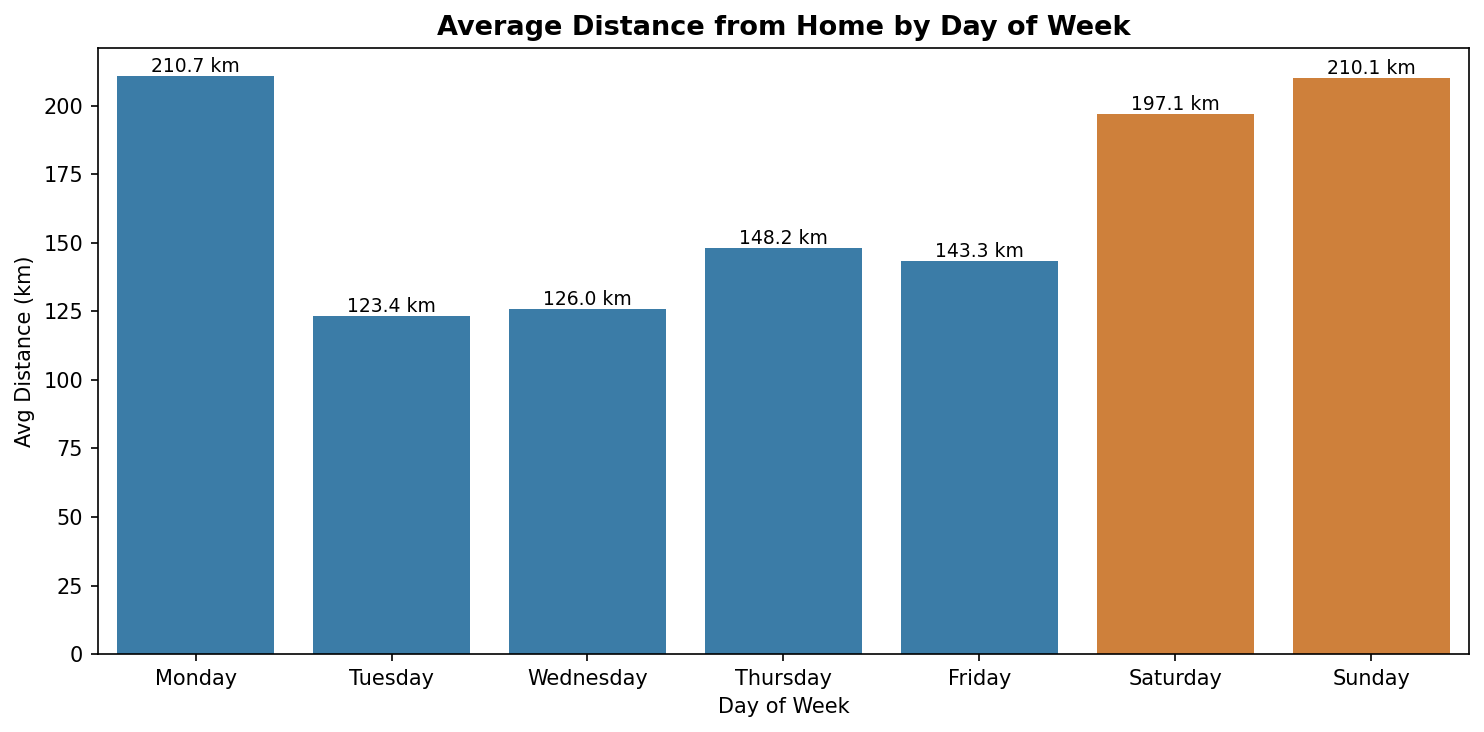 Average Distance from Home by Day of Week
210.7 km
123.4 km
126.0 km
148.2 km
143.3 km
197.1 km
210.1 km
Avg Distance (km)
200
175
150
125
100
75
50
25
0
Monday Tuesday Wednesday Thursday Friday Saturday Sunday
Day of Week